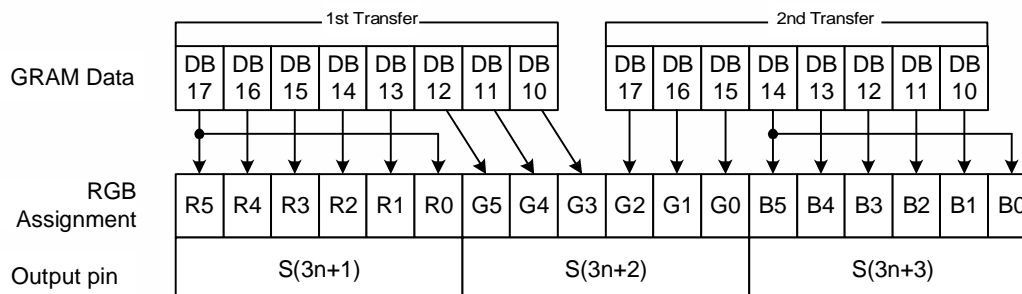 1st Transfer 2nd Transfer
GRAM Data DB 17 DB 16 DB 15 DB 14 DB 13 DB 12 DB 11 DB 10 DB 17 DB 16 DB 15 DB 14 DB 13 DB 12 DB 11 DB 10
RGB Assignment R5 R4 R3 R2 R1 R0 G5 G4 G3 G2 G1 G0 B5 B4 B3 B2 B1 B0
Output pin S(3n+1) S(3n+2) S(3n+3)